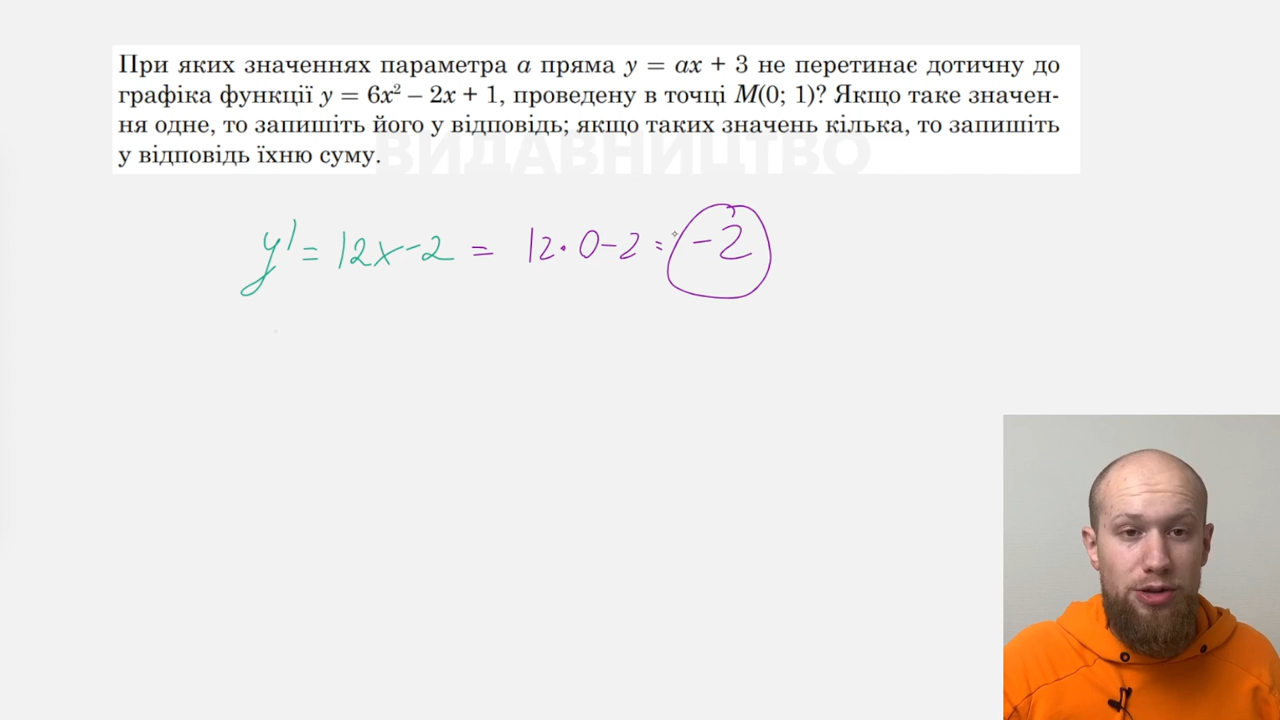 При яких значеннях параметра a пряма y = ax + 3 не перетинає дотичну до
графіка функції y = 6x² – 2x + 1, проведену в точці M(0; 1)? Якщо таке значен-
ня одне, то запишіть його у відповідь; якщо таких значень кілька, то запишіть
у відповідь їхню суму.
ВИДАВНИЦТВО
y' = 12x - 2 = 12 · 0 - 2 = -2